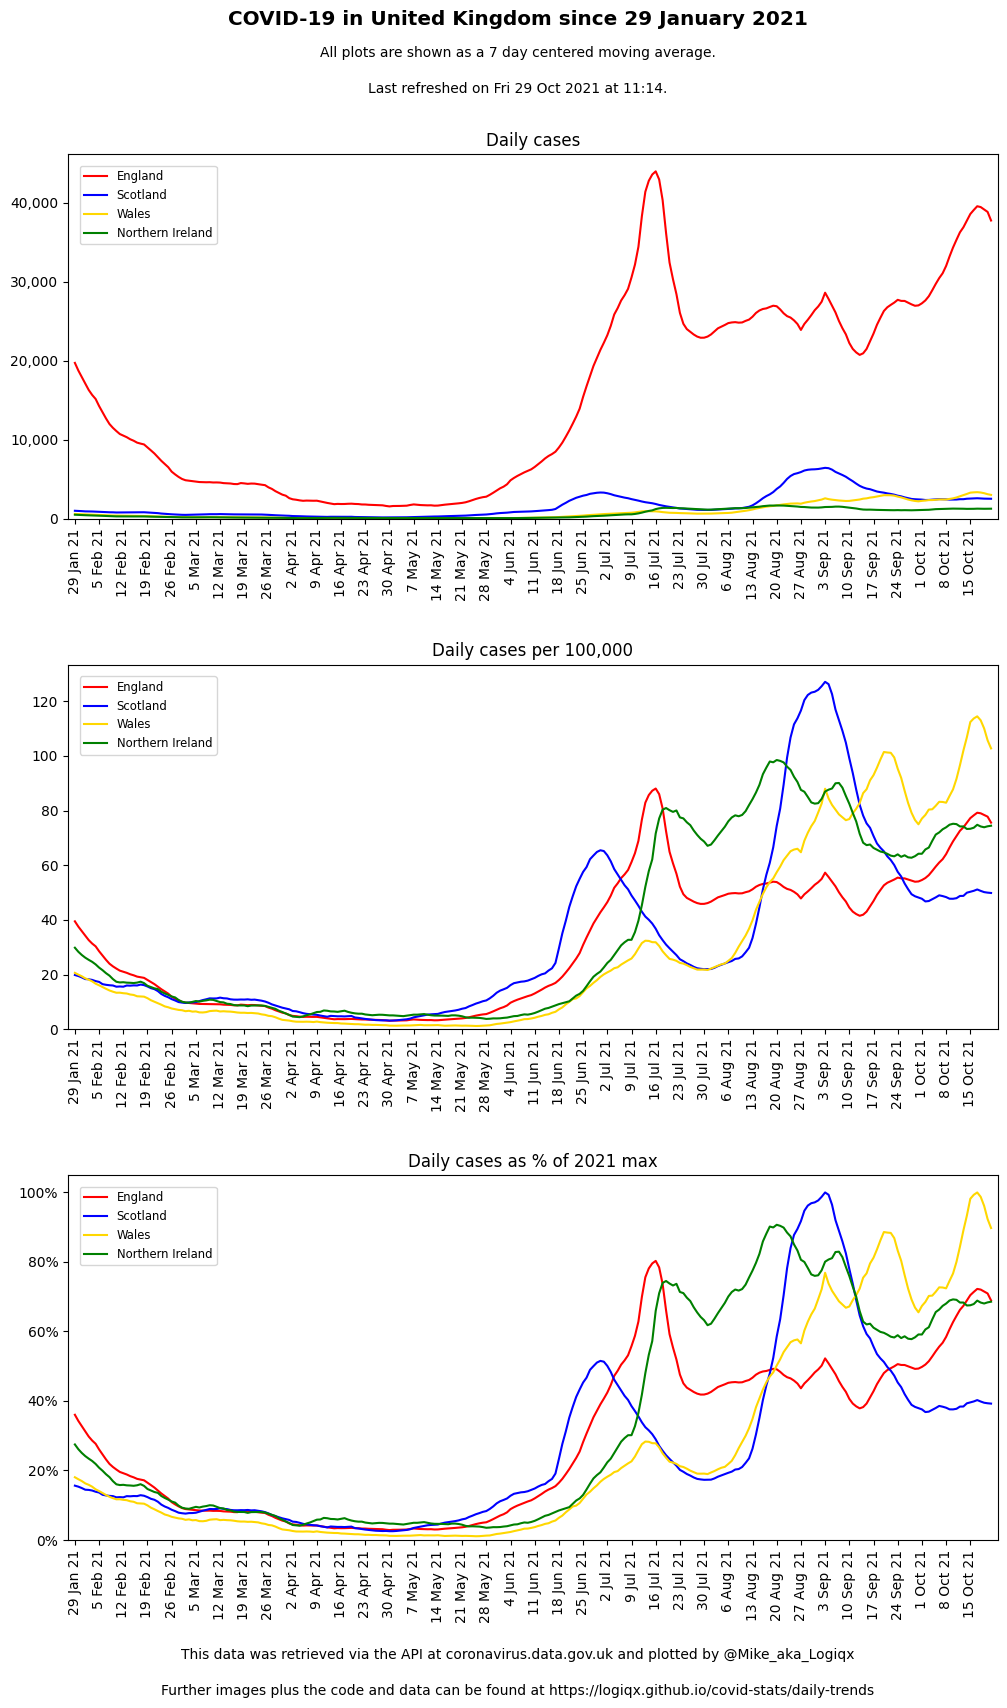 COVID-19 in United Kingdom since 29 January 2021
All plots are shown as a 7 day centered moving average.
Last refreshed on Fri 29 Oct 2021 at 11:14.
Daily cases
England
Scotland
Wales
Northern Ireland
40,000
30,000
20,000
10,000
0
29 Jan 21
5 Feb 21
12 Feb 21
19 Feb 21
26 Feb 21
5 Mar 21
12 Mar 21
19 Mar 21
26 Mar 21
2 Apr 21
9 Apr 21
16 Apr 21
23 Apr 21
30 Apr 21
7 May 21
14 May 21
21 May 21
28 May 21
4 Jun 21
11 Jun 21
18 Jun 21
25 Jun 21
2 Jul 21
9 Jul 21
16 Jul 21
23 Jul 21
30 Jul 21
6 Aug 21
13 Aug 21
20 Aug 21
27 Aug 21
3 Sep 21
10 Sep 21
17 Sep 21
24 Sep 21
1 Oct 21
8 Oct 21
15 Oct 21
Daily cases per 100,000
England
Scotland
Wales
Northern Ireland
120
100
80
60
40
20
0
29 Jan 21
5 Feb 21
12 Feb 21
19 Feb 21
26 Feb 21
5 Mar 21
12 Mar 21
19 Mar 21
26 Mar 21
2 Apr 21
9 Apr 21
16 Apr 21
23 Apr 21
30 Apr 21
7 May 21
14 May 21
21 May 21
28 May 21
4 Jun 21
11 Jun 21
18 Jun 21
25 Jun 21
2 Jul 21
9 Jul 21
16 Jul 21
23 Jul 21
30 Jul 21
6 Aug 21
13 Aug 21
20 Aug 21
27 Aug 21
3 Sep 21
10 Sep 21
17 Sep 21
24 Sep 21
1 Oct 21
8 Oct 21
15 Oct 21
Daily cases as % of 2021 max
England
Scotland
Wales
Northern Ireland
100%
80%
60%
40%
20%
0%
29 Jan 21
5 Feb 21
12 Feb 21
19 Feb 21
26 Feb 21
5 Mar 21
12 Mar 21
19 Mar 21
26 Mar 21
2 Apr 21
9 Apr 21
16 Apr 21
23 Apr 21
30 Apr 21
7 May 21
14 May 21
21 May 21
28 May 21
4 Jun 21
11 Jun 21
18 Jun 21
25 Jun 21
2 Jul 21
9 Jul 21
16 Jul 21
23 Jul 21
30 Jul 21
6 Aug 21
13 Aug 21
20 Aug 21
27 Aug 21
3 Sep 21
10 Sep 21
17 Sep 21
24 Sep 21
1 Oct 21
8 Oct 21
15 Oct 21
This data was retrieved via the API at coronavirus.data.gov.uk and plotted by @Mike_aka_Logiqx
Further images plus the code and data can be found at https://logiqx.github.io/covid-stats/daily-trends